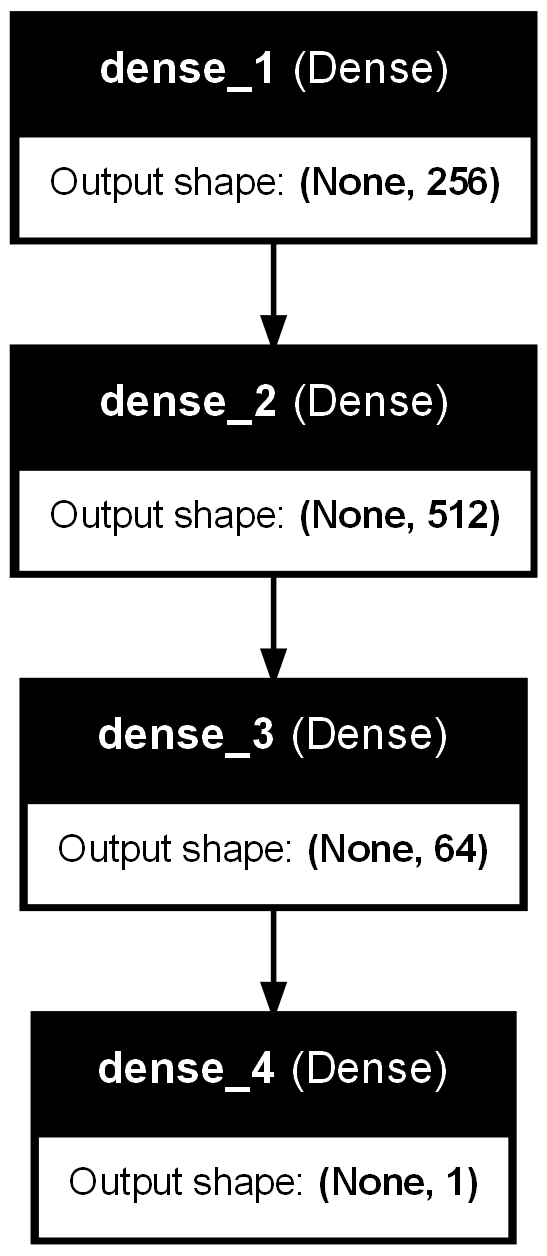 dense_1 (Dense)
Output shape: (None, 256)
dense_2 (Dense)
Output shape: (None, 512)
dense_3 (Dense)
Output shape: (None, 64)
dense_4 (Dense)
Output shape: (None, 1)